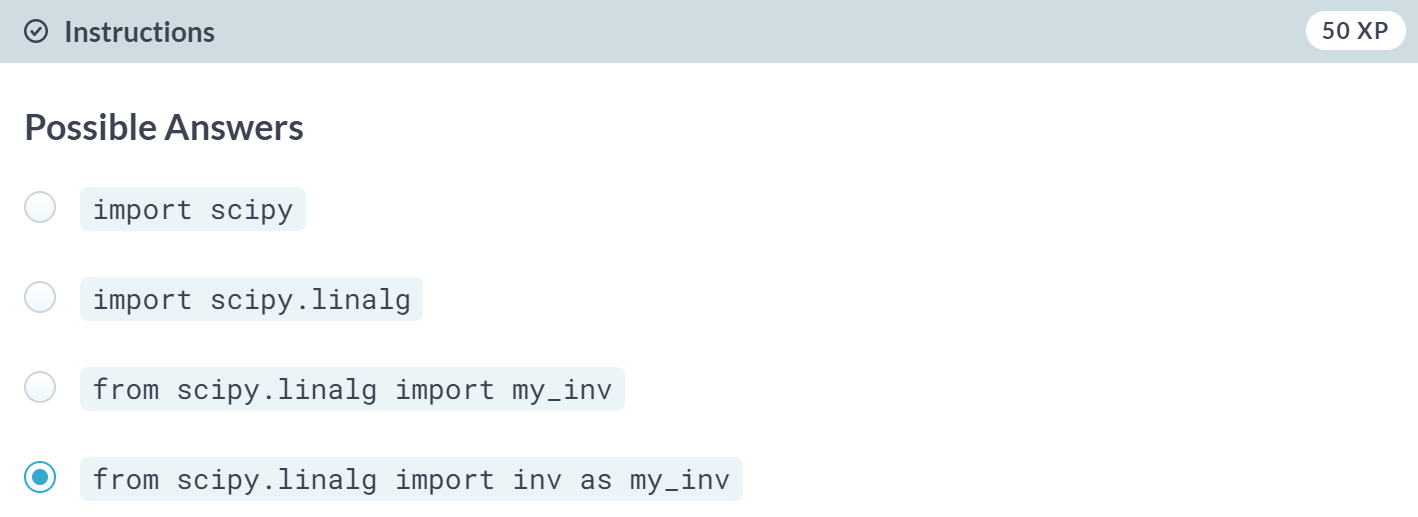 Instructions
50 XP
Possible Answers
import scipy
import scipy.linalg
from scipy.linalg import my_inv
from scipy.linalg import inv as my_inv